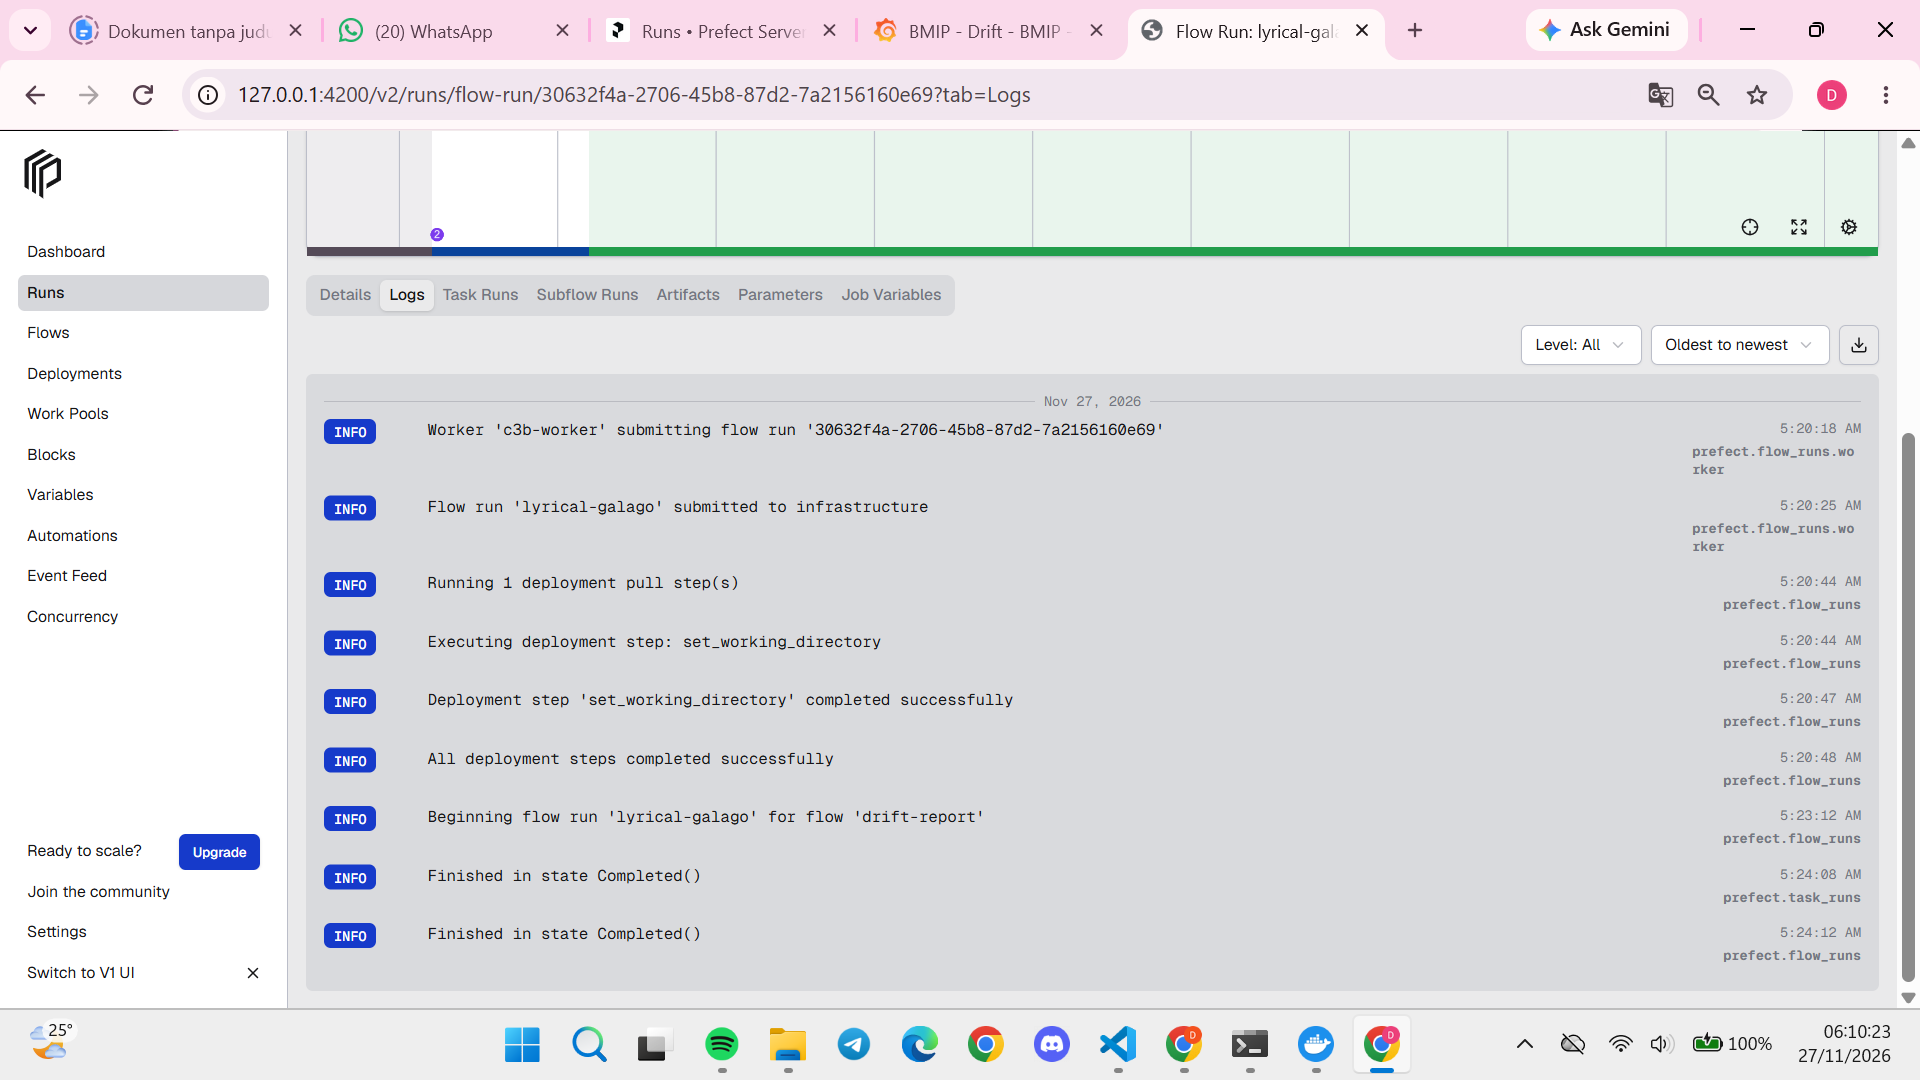 Dokumen tanpa judu
(20) WhatsApp
Runs • Prefect Server
BMIP - Drift - BMIP -
Flow Run: lyrical-gala
Ask Gemini
127.0.0.1:4200/v2/runs/flow-run/30632f4a-2706-45b8-87d2-7a2156160e69?tab=Logs
D
Dashboard
Runs
Flows
Deployments
Work Pools
Blocks
Variables
Automations
Event Feed
Concurrency
Ready to scale?
Upgrade
Join the community
Settings
Switch to V1 UI
2
Details Logs Task Runs Subflow Runs Artifacts Parameters Job Variables
Level: All
Oldest to newest
Nov 27, 2026
INFO Worker 'c3b-worker' submitting flow run '30632f4a-2706-45b8-87d2-7a2156160e69' 5:20:18 AM
prefect.flow_runs.wo
rker
INFO Flow run 'lyrical-galago' submitted to infrastructure 5:20:25 AM
prefect.flow_runs.wo
rker
INFO Running 1 deployment pull step(s) 5:20:44 AM
prefect.flow_runs
INFO Executing deployment step: set_working_directory 5:20:44 AM
prefect.flow_runs
INFO Deployment step 'set_working_directory' completed successfully 5:20:47 AM
prefect.flow_runs
INFO All deployment steps completed successfully 5:20:48 AM
prefect.flow_runs
INFO Beginning flow run 'lyrical-galago' for flow 'drift-report' 5:23:12 AM
prefect.flow_runs
INFO Finished in state Completed() 5:24:08 AM
prefect.task_runs
INFO Finished in state Completed() 5:24:12 AM
prefect.flow_runs
25°
D
D
100%
06:10:23
27/11/2026